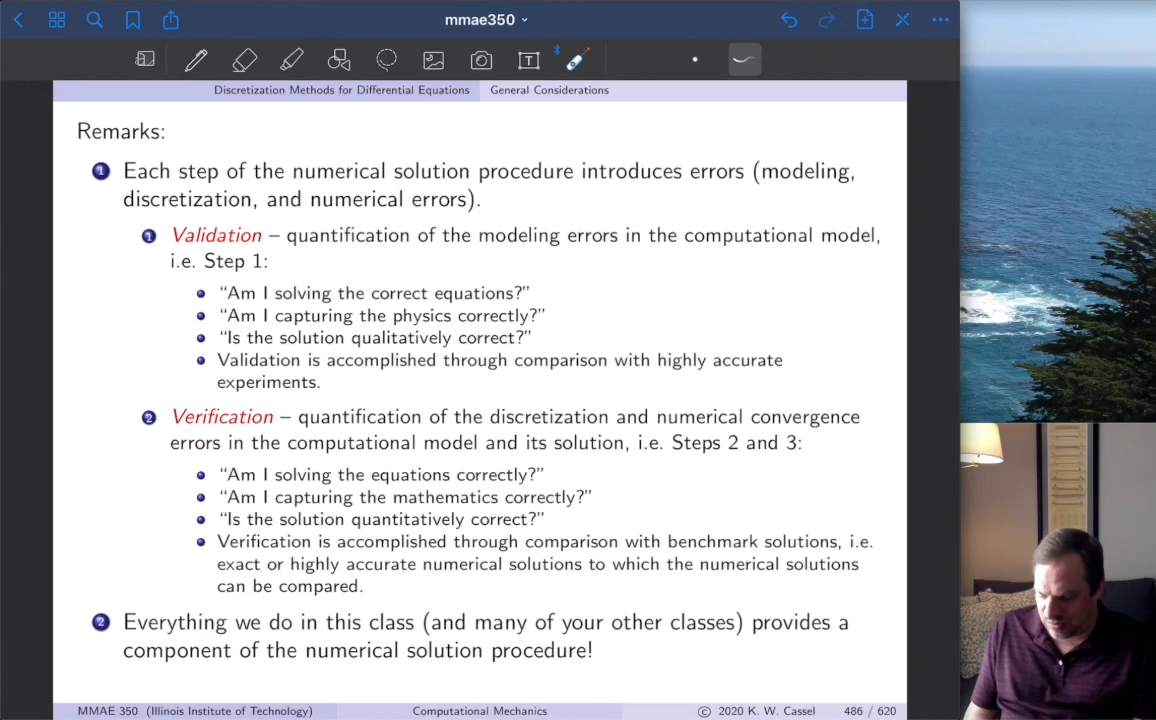 mmae350
T
Discretization Methods for Differential Equations General Considerations
Remarks:
1 Each step of the numerical solution procedure introduces errors (modeling,
discretization, and numerical errors).
1 Validation – quantification of the modeling errors in the computational model,
i.e. Step 1:
“Am I solving the correct equations?”
“Am I capturing the physics correctly?”
“Is the solution qualitatively correct?”
Validation is accomplished through comparison with highly accurate
experiments.
2 Verification – quantification of the discretization and numerical convergence
errors in the computational model and its solution, i.e. Steps 2 and 3:
“Am I solving the equations correctly?”
“Am I capturing the mathematics correctly?”
“Is the solution quantitatively correct?”
Verification is accomplished through comparison with benchmark solutions, i.e.
exact or highly accurate numerical solutions to which the numerical solutions
can be compared.
2 Everything we do in this class (and many of your other classes) provides a
component of the numerical solution procedure!
MMAE 350 (Illinois Institute of Technology) Computational Mechanics © 2020 K. W. Cassel 486 / 620